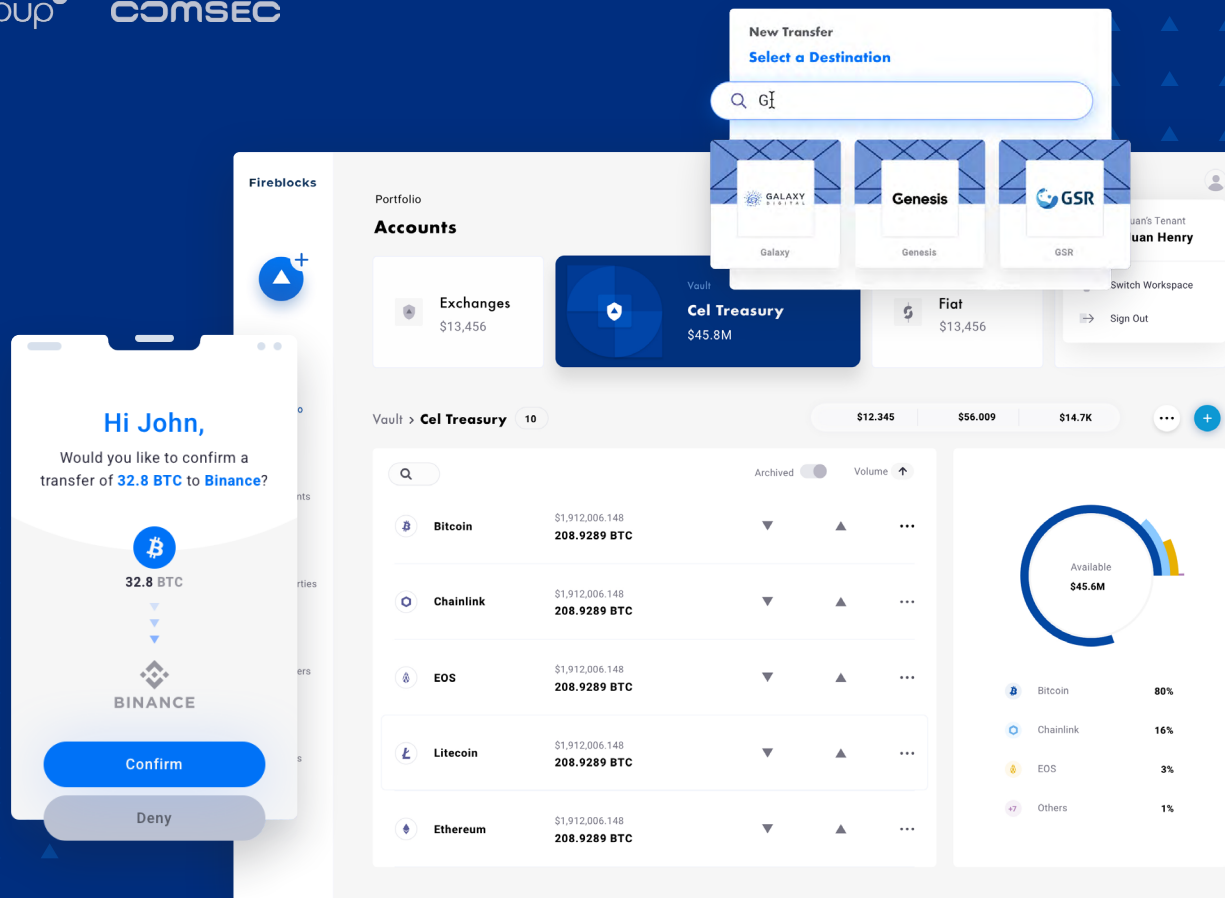 COMSEC
New Transfer
Select a Destination
G
GALAXY
DIGITAL
Genesis
GSR
Galaxy
Genesis
GSR
Fireblocks
Portfolio
Accounts
Exchanges
$13,456
Vault
Cel Treasury
$45.8M
Fiat
$13,456
Tenant
Henry
Switch Workspace
Sign Out
Hi John,
Would you like to confirm a
transfer of 32.8 BTC to Binance?
32.8 BTC
BINANCE
Confirm
Deny
Vault > Cel Treasury 10
$12.345 $56.009 $14.7K
Archived Volume
Bitcoin $1,912,006.148
208.9289 BTC
Chainlink $1,912,006.148
208.9289 BTC
EOS $1,912,006.148
208.9289 BTC
Litecoin $1,912,006.148
208.9289 BTC
Ethereum $1,912,006.148
208.9289 BTC
Available
$45.6M
Bitcoin 80%
Chainlink 16%
EOS 3%
+7 Others 1%